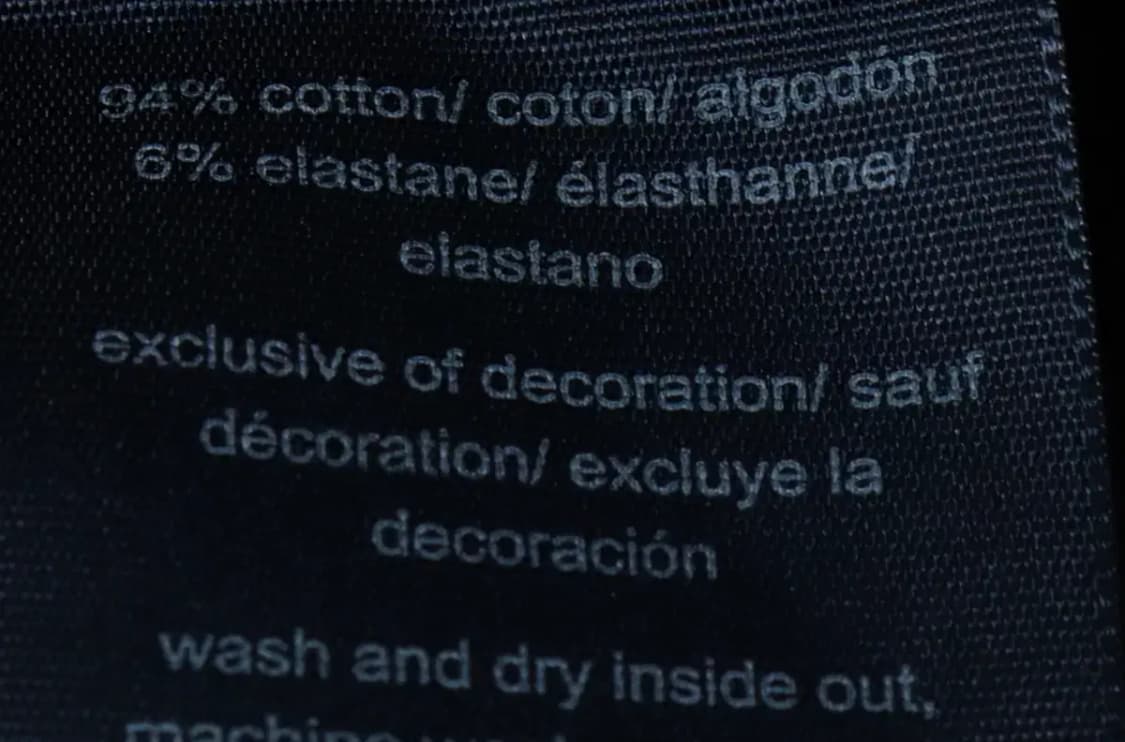 94% cotton/ coton/ algodón
6% elastane/ élasthanne/
elastano
exclusive of decoration/ sauf
décoration/ excluye la
decoración
wash and dry inside out,
machine